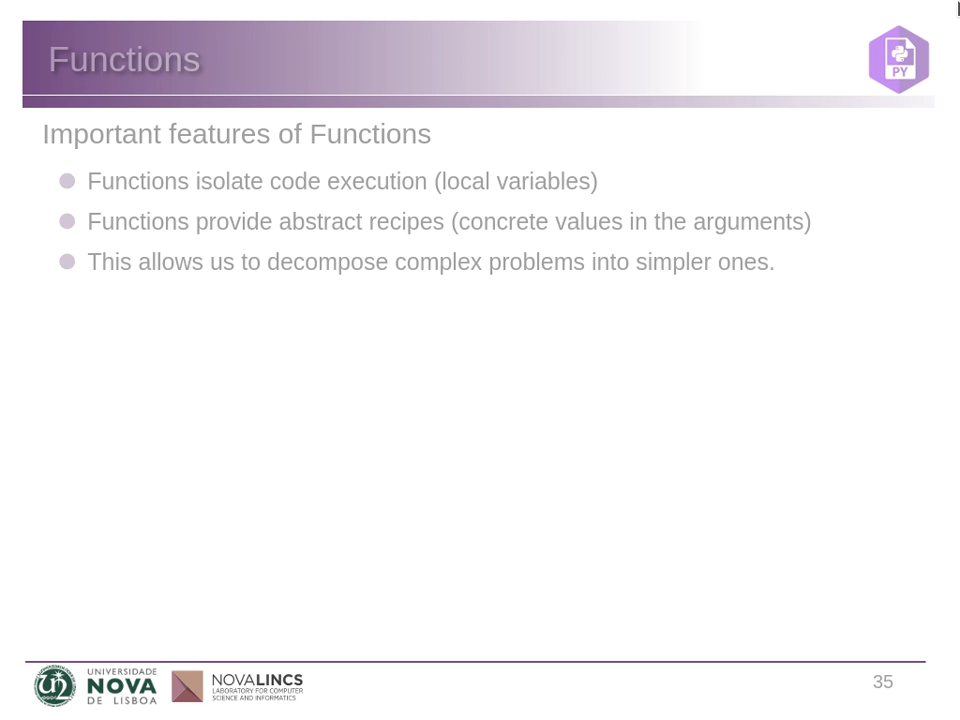 Functions
PY
Important features of Functions
Functions isolate code execution (local variables)
Functions provide abstract recipes (concrete values in the arguments)
This allows us to decompose complex problems into simpler ones.
UNIVERSIDADE
NOVA
DE LISBOA
NOVALINCS
LABORATORY FOR COMPUTER
SCIENCE AND INFORMATICS
35